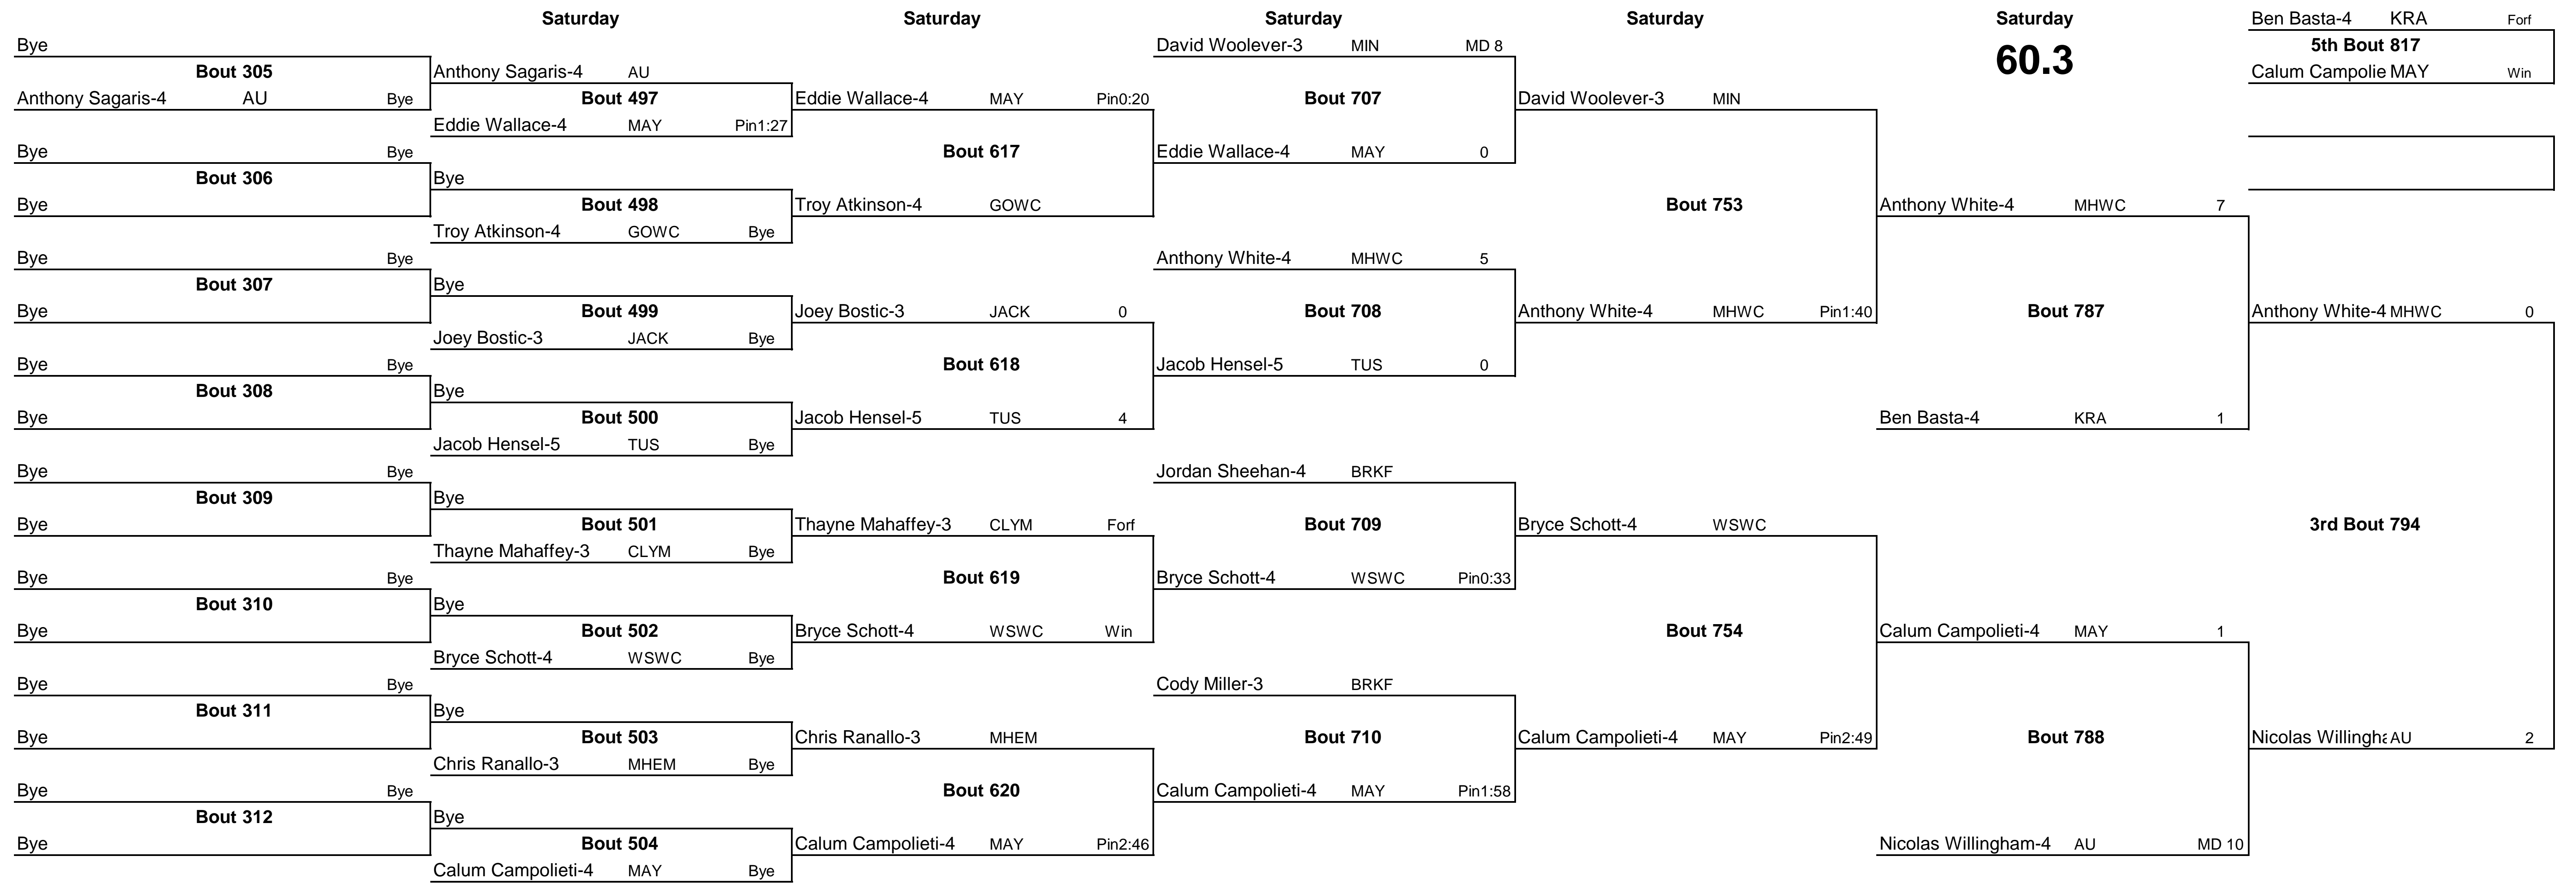 Saturday Saturday Saturday Saturday Saturday Ben Basta-4 KRA Forf
Bye David Woolever-3 MIN MD 8 60.3 5th Bout 817
Bout 305 Anthony Sagaris-4 AU Calum Campolie MAY Win
Anthony Sagaris-4 AU Bye Bout 497 Eddie Wallace-4 MAY Pin0:20 Bout 707 David Woolever-3 MIN
Eddie Wallace-4 MAY Pin1:27
Bye Bye Bout 617 Eddie Wallace-4 MAY 0
Bout 306 Bye
Bye Bout 498 Troy Atkinson-4 GOWC Bout 753 Anthony White-4 MHWC 7
Troy Atkinson-4 GOWC Bye
Bye Bye Anthony White-4 MHWC 5
Bout 307 Bye
Bye Bout 499 Joey Bostic-3 JACK 0 Bout 708 Anthony White-4 MHWC Pin1:40 Bout 787 Anthony White-4 MHWC 0
Joey Bostic-3 JACK Bye
Bye Bye Bout 618 Jacob Hensel-5 TUS 0
Bout 308 Bye
Bye Bout 500 Jacob Hensel-5 TUS 4 Ben Basta-4 KRA 1
Jacob Hensel-5 TUS Bye
Bye Bye Jordan Sheehan-4 BRKF
Bout 309 Bye
Bye Bout 501 Thayne Mahaffey-3 CLYM Forf Bout 709 Bryce Schott-4 WSWC 3rd Bout 794
Thayne Mahaffey-3 CLYM Bye
Bye Bye Bout 619 Bryce Schott-4 WSWC Pin0:33
Bout 310 Bye
Bye Bout 502 Bryce Schott-4 WSWC Win Bout 754 Calum Campolieti-4 MAY 1
Bryce Schott-4 WSWC Bye
Bye Bye Cody Miller-3 BRKF
Bout 311 Bye
Bye Bout 503 Chris Ranallo-3 MHEM Bout 710 Calum Campolieti-4 MAY Pin2:49 Bout 788 Nicolas Willingha AU 2
Chris Ranallo-3 MHEM Bye
Bye Bye Bout 620 Calum Campolieti-4 MAY Pin1:58
Bout 312 Bye
Bye Bout 504 Calum Campolieti-4 MAY Pin2:46 Nicolas Willingham-4 AU MD 10
Calum Campolieti-4 MAY Bye